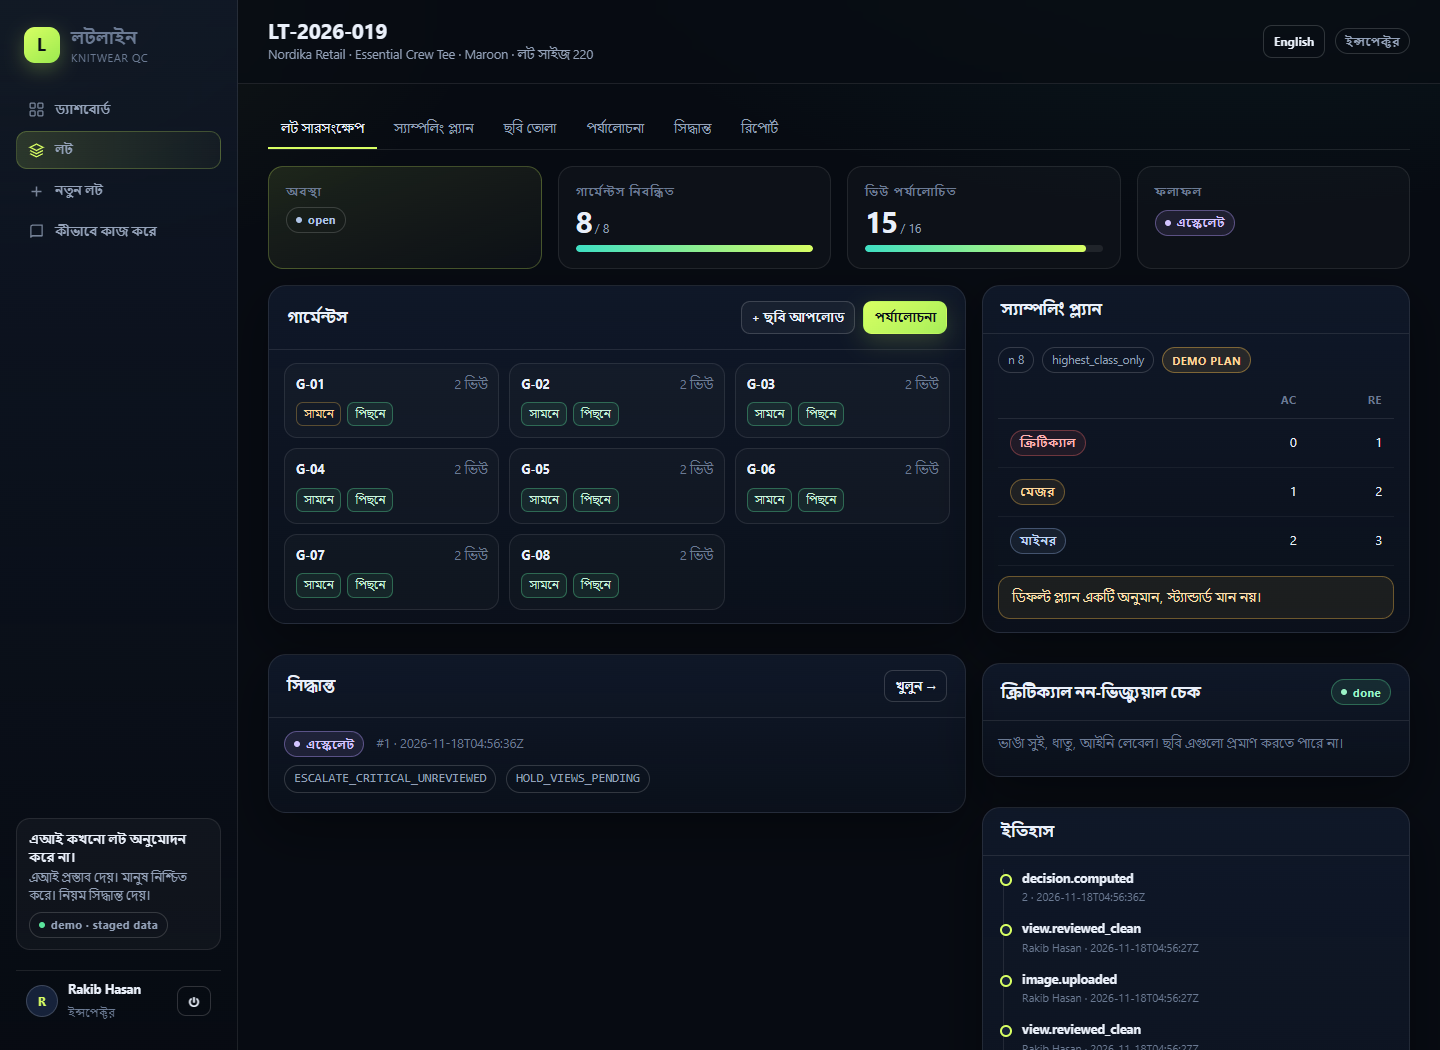 L
লটলাইন
KNITWEAR QC
ড্যাশবোর্ড
লট
নতুন লট
কীভাবে কাজ করে
এআই কখনো লট অনুমোদন
করে না।
এআই প্রস্তাব দেয়। মানুষ নিশ্চিত
করে। নিয়ম সিদ্ধান্ত দেয়।
demo · staged data
R
Rakib Hasan
ইন্সপেক্টর
LT-2026-019
Nordika Retail · Essential Crew Tee · Maroon · লট সাইজ 220
English
ইন্সপেক্টর
লট সারসংক্ষেপ
স্যাম্পলিং প্ল্যান
ছবি তোলা
পর্যালোচনা
সিদ্ধান্ত
রিপোর্ট
অবস্থা
open
গার্মেন্টস নিবন্ধিত
8 / 8
ভিউ পর্যালোচিত
15 / 16
ফলাফল
এস্কেলেট
গার্মেন্টস
+ ছবি আপলোড
পর্যালোচনা
G-01 2 ভিউ
সামনে পিছনে
G-02 2 ভিউ
সামনে পিছনে
G-03 2 ভিউ
সামনে পিছনে
G-04 2 ভিউ
সামনে পিছনে
G-05 2 ভিউ
সামনে পিছনে
G-06 2 ভিউ
সামনে পিছনে
G-07 2 ভিউ
সামনে পিছনে
G-08 2 ভিউ
সামনে পিছনে
সিদ্ধান্ত
খুলুন →
এস্কেলেট #1 · 2026-11-18T04:56:36Z
ESCALATE_CRITICAL_UNREVIEWED HOLD_VIEWS_PENDING
স্যাম্পলিং প্ল্যান
n 8 highest_class_only DEMO PLAN
AC RE
ক্রিটিক্যাল 0 1
মেজর 1 2
মাইনর 2 3
ডিফল্ট প্ল্যান একটি অনুমান, স্ট্যান্ডার্ড মান নয়।
ক্রিটিক্যাল নন-ভিজ্যুয়াল চেক
done
ভাঙা সুই, ধাতু, আইনি লেবেল। ছবি এগুলো প্রমাণ করতে পারে না।
ইতিহাস
decision.computed
2 · 2026-11-18T04:56:36Z
view.reviewed_clean
Rakib Hasan · 2026-11-18T04:56:27Z
image.uploaded
Rakib Hasan · 2026-11-18T04:56:27Z
view.reviewed_clean
Rakib Hasan · 2026-11-18T04:56:27Z